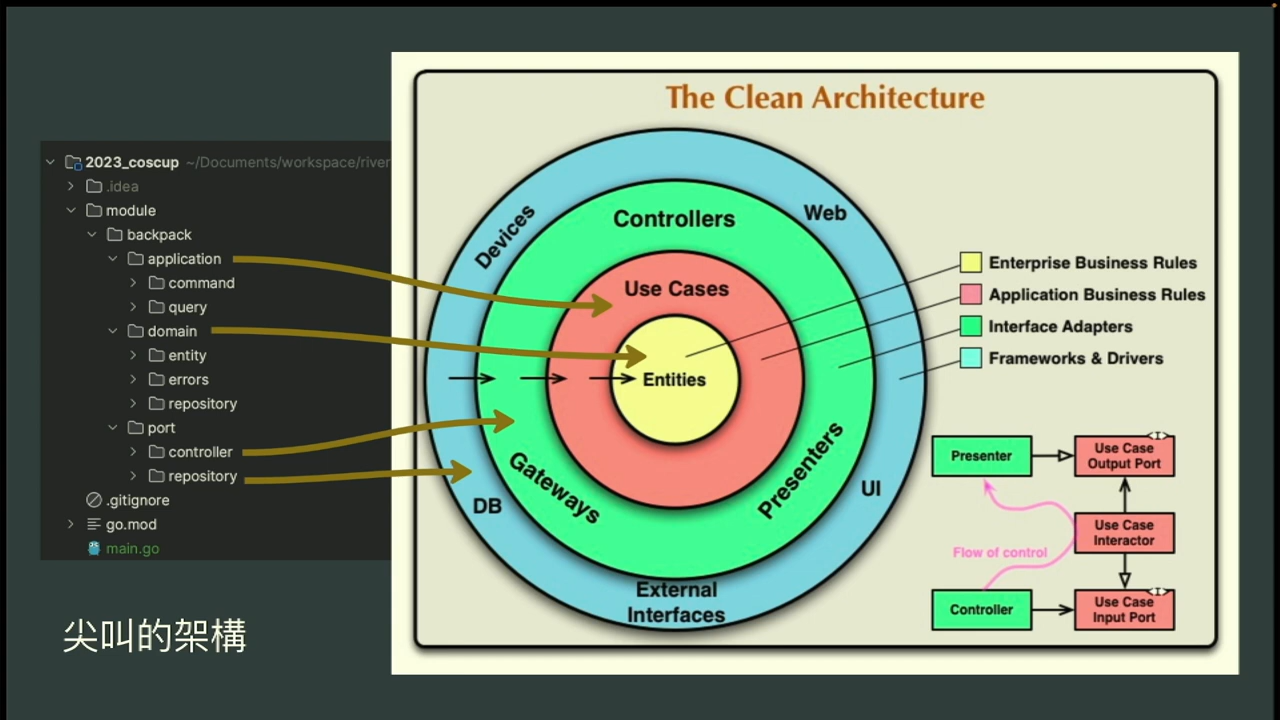 The Clean Architecture
2023_coscup ~/Documents/workspace/river
.idea
module
backpack
application
command
query
domain
entity
errors
repository
port
controller
repository
.gitignore
go.mod
main.go
尖叫的架構
Devices
Controllers
Web
Use Cases
Entities
Gateways
Presenters
DB
UI
External
Interfaces
Enterprise Business Rules
Application Business Rules
Interface Adapters
Frameworks & Drivers
Presenter
Use Case
Output Port
<I>
Use Case
Interactor
Flow of control
Controller
Use Case
Input Port
<I>